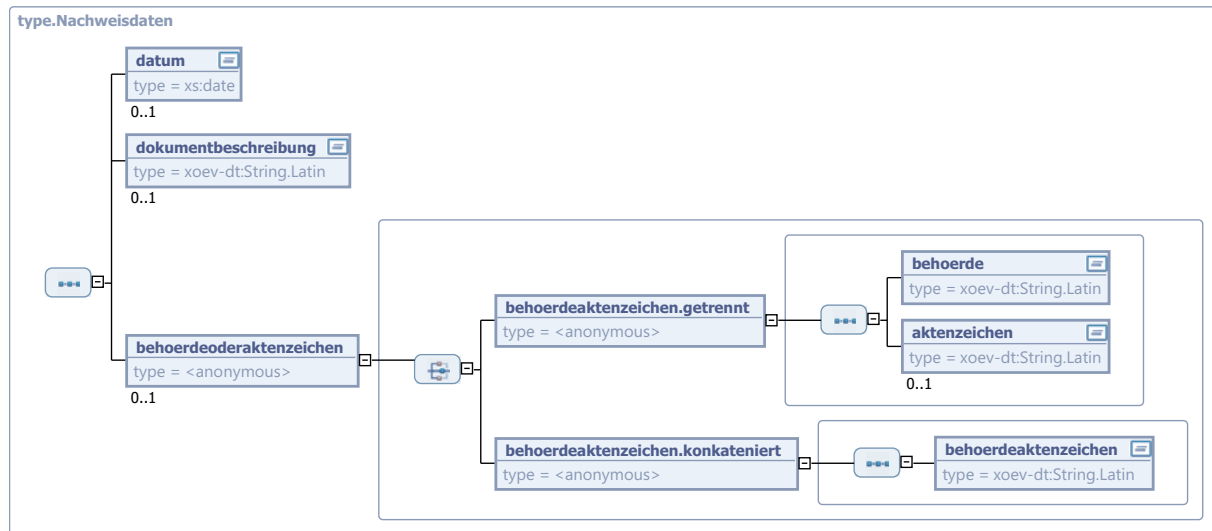 type.Nachweisdaten
datum
type = xs:date
0..1
dokumentbeschreibung
type = xoev-dt:String.Latin
0..1
behoerdeoderaktenzeichen
type = <anonymous>
0..1
behoerdeaktenzeichen.getrennt
type = <anonymous>
behoerde
type = xoev-dt:String.Latin
aktenzeichen
type = xoev-dt:String.Latin
0..1
behoerdeaktenzeichen.konkateniert
type = <anonymous>
behoerdeaktenzeichen
type = xoev-dt:String.Latin